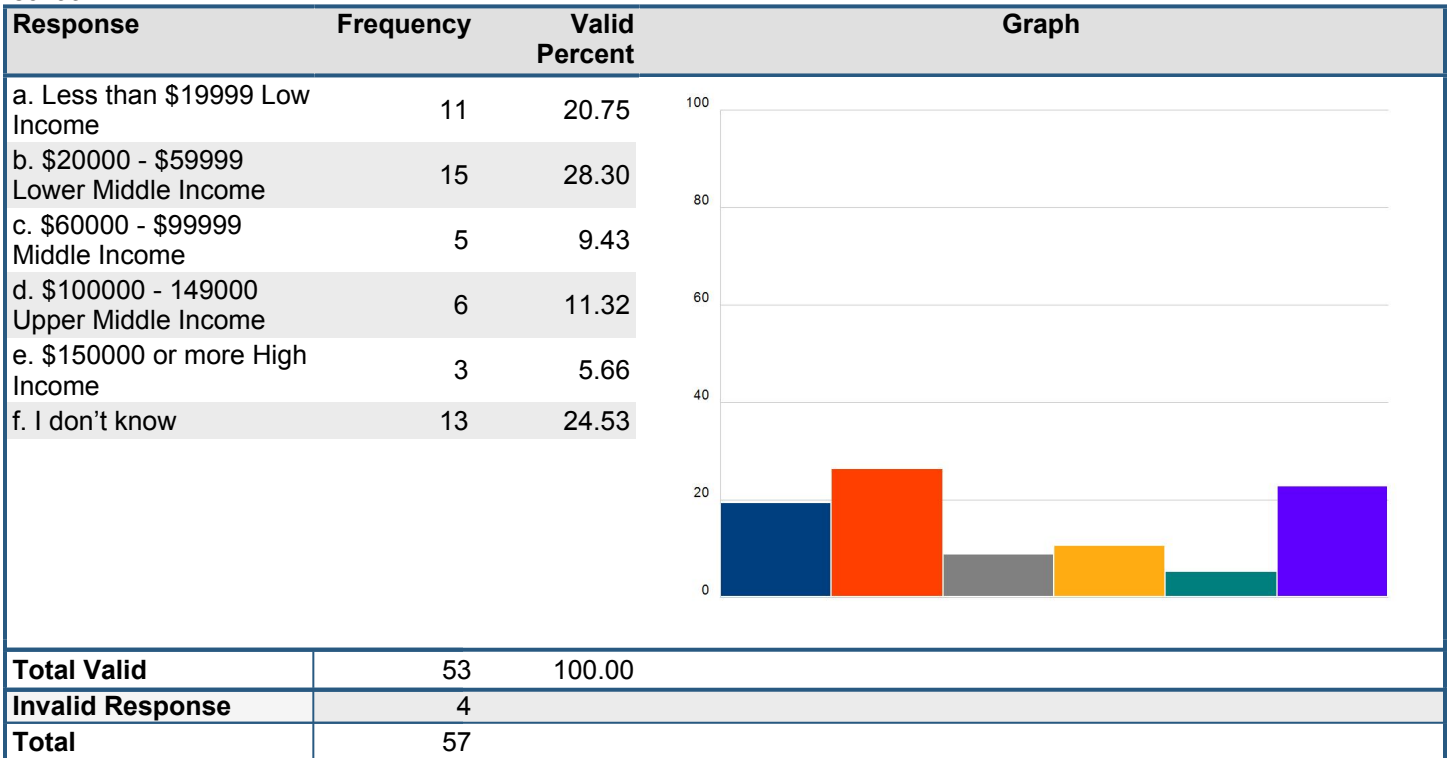 Response Frequency Valid Percent Graph
a. Less than $19999 Low Income 11 20.75
b. $20000 - $59999 Lower Middle Income 15 28.30
c. $60000 - $99999 Middle Income 5 9.43
d. $100000 - 149000 Upper Middle Income 6 11.32
e. $150000 or more High Income 3 5.66
f. I don’t know 13 24.53
100
80
60
40
20
0
Total Valid 53 100.00
Invalid Response 4
Total 57